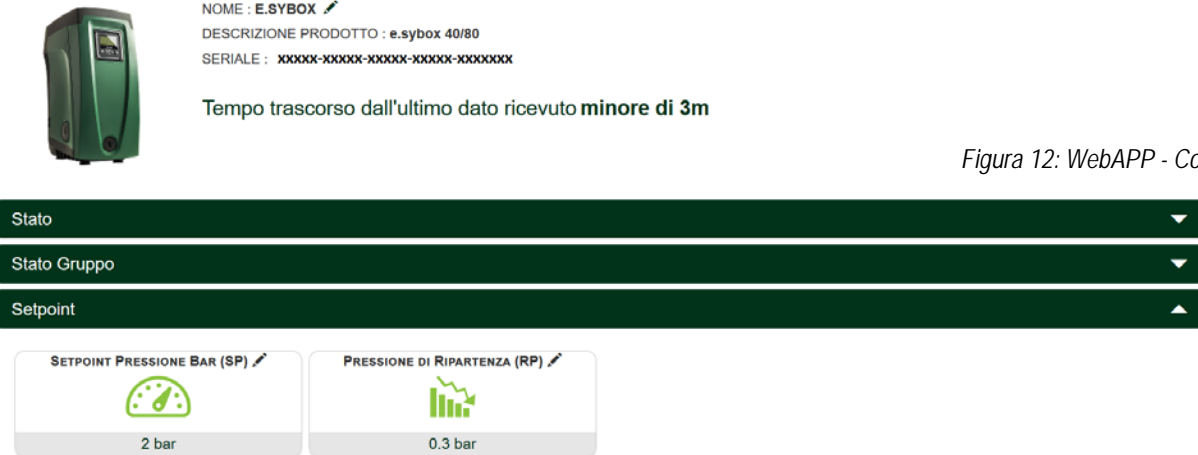 NOME : E.SYBOX
DESCRIZIONE PRODOTTO : e.sybox 40/80
SERIALE : xxxxx-xxxxx-xxxxx-xxxxx-xxxxxxx
Tempo trascorso dall'ultimo dato ricevuto minore di 3m
Figura 12: WebAPP - Co
Stato
Stato Gruppo
Setpoint
SETPOINT PRESSIONE BAR (SP)
PRESSIONE DI RIPARTENZA (RP)
2 bar
0.3 bar